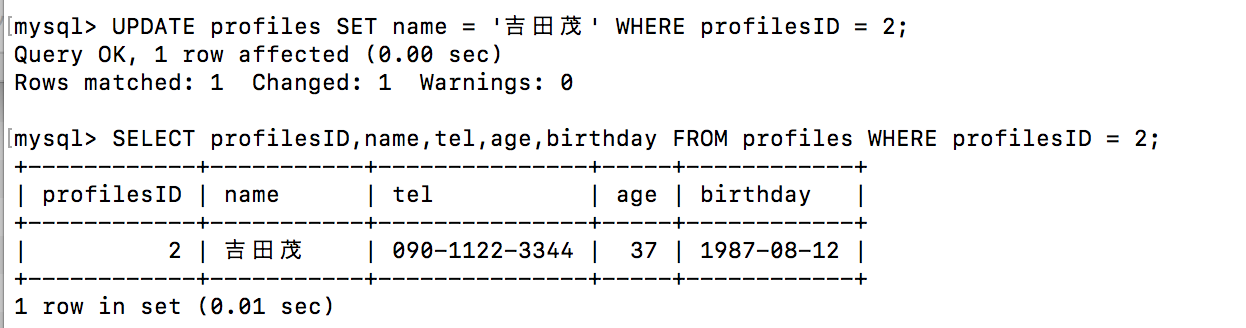 [mysql> UPDATE profiles SET name = '吉田茂' WHERE profilesID = 2;
Query OK, 1 row affected (0.00 sec)
Rows matched: 1  Changed: 1  Warnings: 0
[mysql> SELECT profilesID,name,tel,age,birthday FROM profiles WHERE profilesID = 2;
+------------+-----------+---------------+-----+------------+
| profilesID | name      | tel           | age | birthday   |
+------------+-----------+---------------+-----+------------+
|          2 | 吉田茂    | 090-1122-3344 |  37 | 1987-08-12 |
+------------+-----------+---------------+-----+------------+
1 row in set (0.01 sec)